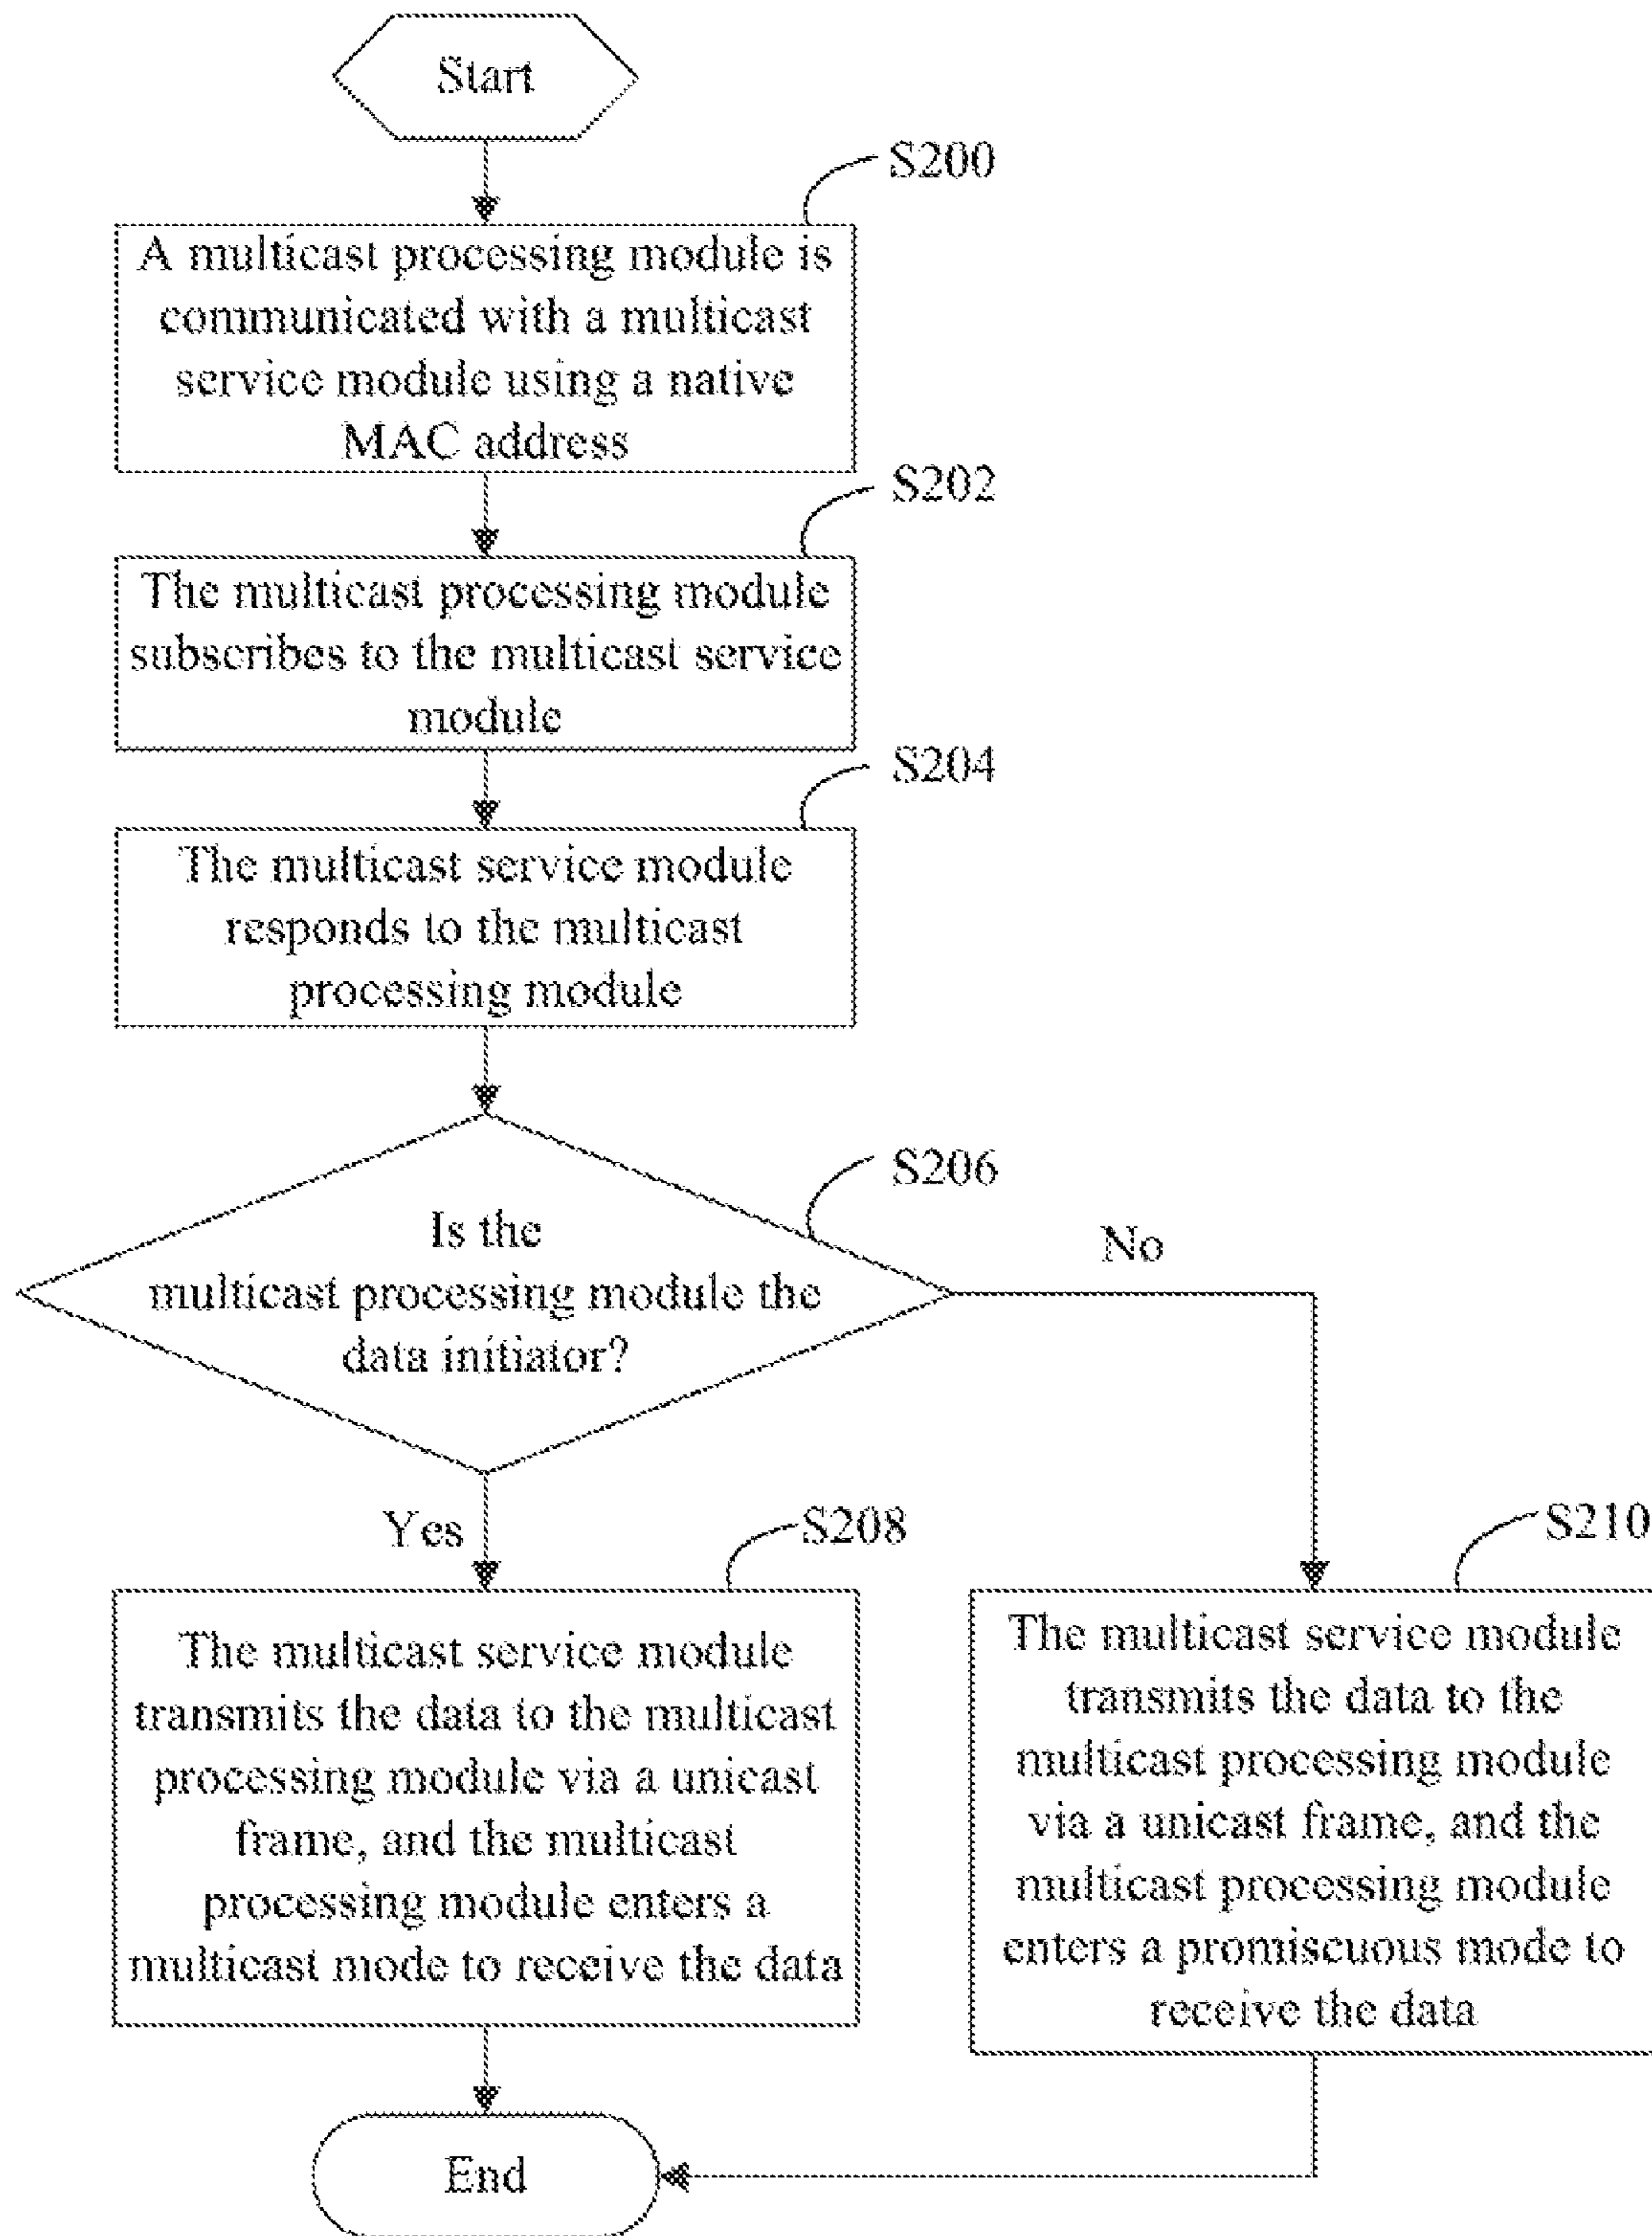 Start
S200
A multicast processing module is
communicated with a multicast
service module using a native
MAC address
S202
The multicast processing module
subscribes to the multicast service
module
S204
The multicast service module
responds to the multicast
processing module
S206
Is the
multicast processing module the
data initiator?
No
Yes
S208
The multicast service module
transmits the data to the multicast
processing module via a unicast
frame, and the multicast
processing module enters a
multicast mode to receive the data
S210
The multicast service module
transmits the data to the
multicast processing module
via a unicast frame, and the
multicast processing module
enters a promiscuous mode to
receive the data
End